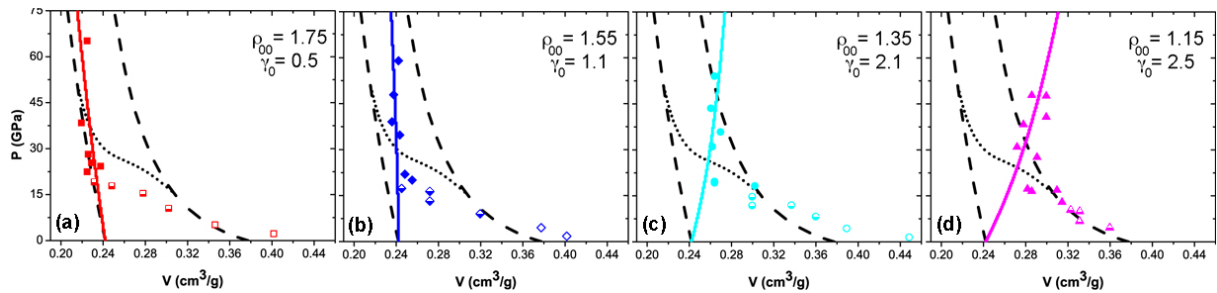 75
60
45
30
15
0
P (GPa)
ρ00 = 1.75
γ0 = 0.5
(a)
0.20 0.24 0.28 0.32 0.36 0.40 0.44
V (cm³/g)
ρ00 = 1.55
γ0 = 1.1
(b)
0.20 0.24 0.28 0.32 0.36 0.40 0.44
V (cm³/g)
ρ00 = 1.35
γ0 = 2.1
(c)
0.20 0.24 0.28 0.32 0.36 0.40 0.44
V (cm³/g)
ρ00 = 1.15
γ0 = 2.5
(d)
0.20 0.24 0.28 0.32 0.36 0.40 0.44
V (cm³/g)